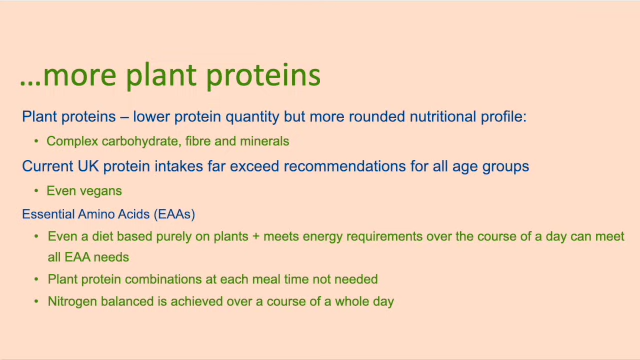 …more plant proteins
Plant proteins – lower protein quantity but more rounded nutritional profile:
• Complex carbohydrate, fibre and minerals
Current UK protein intakes far exceed recommendations for all age groups
• Even vegans
Essential Amino Acids (EAAs)
• Even a diet based purely on plants + meets energy requirements over the course of a day can meet
all EAA needs
• Plant protein combinations at each meal time not needed
• Nitrogen balanced is achieved over a course of a whole day